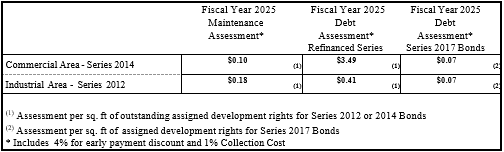 Fiscal Year 2025 Maintenance Assessment* Fiscal Year 2025 Debt Assessment* Refinanced Series Fiscal Year 2025 Debt Assessment* Series 2017 Bonds
Commercial Area - Series 2014 $0.10 (1) $3.49 (1) $0.07 (2)
Industrial Area - Series 2012 $0.18 (1) $0.41 (1) $0.07 (2)
(1) Assessment per sq. ft of outstanding assigned development rights for Series 2012 or 2014 Bonds
(2) Assessment per sq. ft of assigned development rights for Series 2017 Bonds
* Includes 4% for early payment discount and 1% Collection Cost